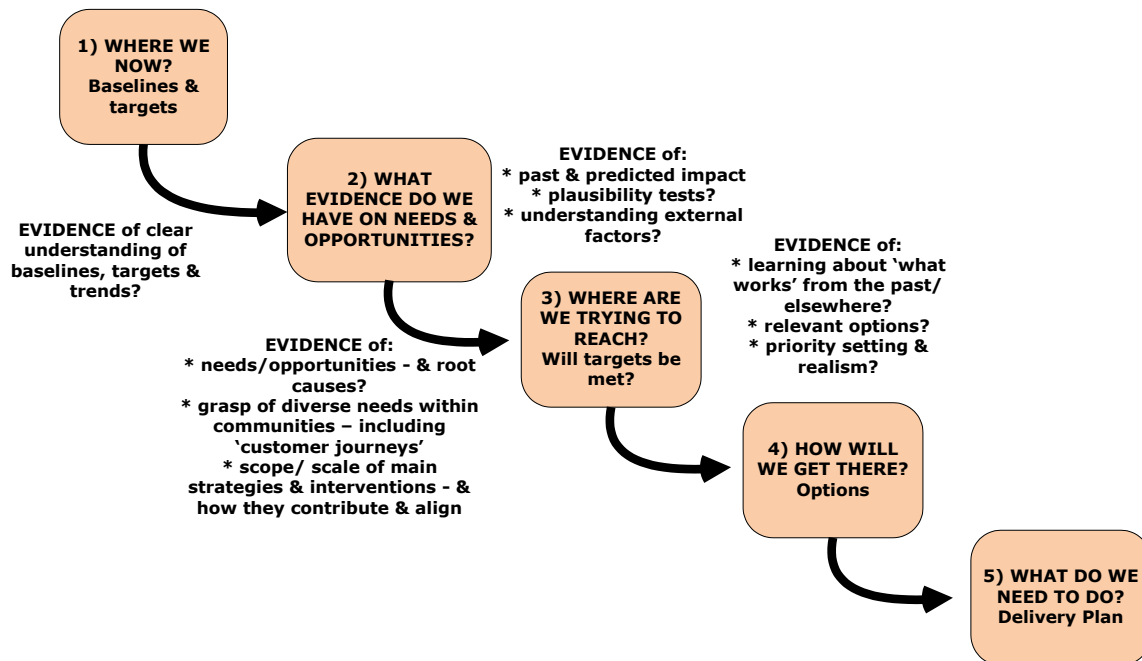 1) WHERE WE
NOW?
Baselines &
targets
EVIDENCE of clear
understanding of
baselines, targets &
trends?
2) WHAT
EVIDENCE DO WE
HAVE ON NEEDS &
OPPORTUNITIES?
EVIDENCE of:
* past & predicted impact
* plausibility tests?
* understanding external
factors?
EVIDENCE of:
* needs/opportunities - & root
causes?
* grasp of diverse needs within
communities – including
‘customer journeys’
* scope/ scale of main
strategies & interventions - &
how they contribute & align
3) WHERE ARE
WE TRYING TO
REACH?
Will targets be
met?
EVIDENCE of:
* learning about ‘what
works’ from the past/
elsewhere?
* relevant options?
* priority setting &
realism?
4) HOW WILL
WE GET THERE?
Options
5) WHAT DO WE
NEED TO DO?
Delivery Plan